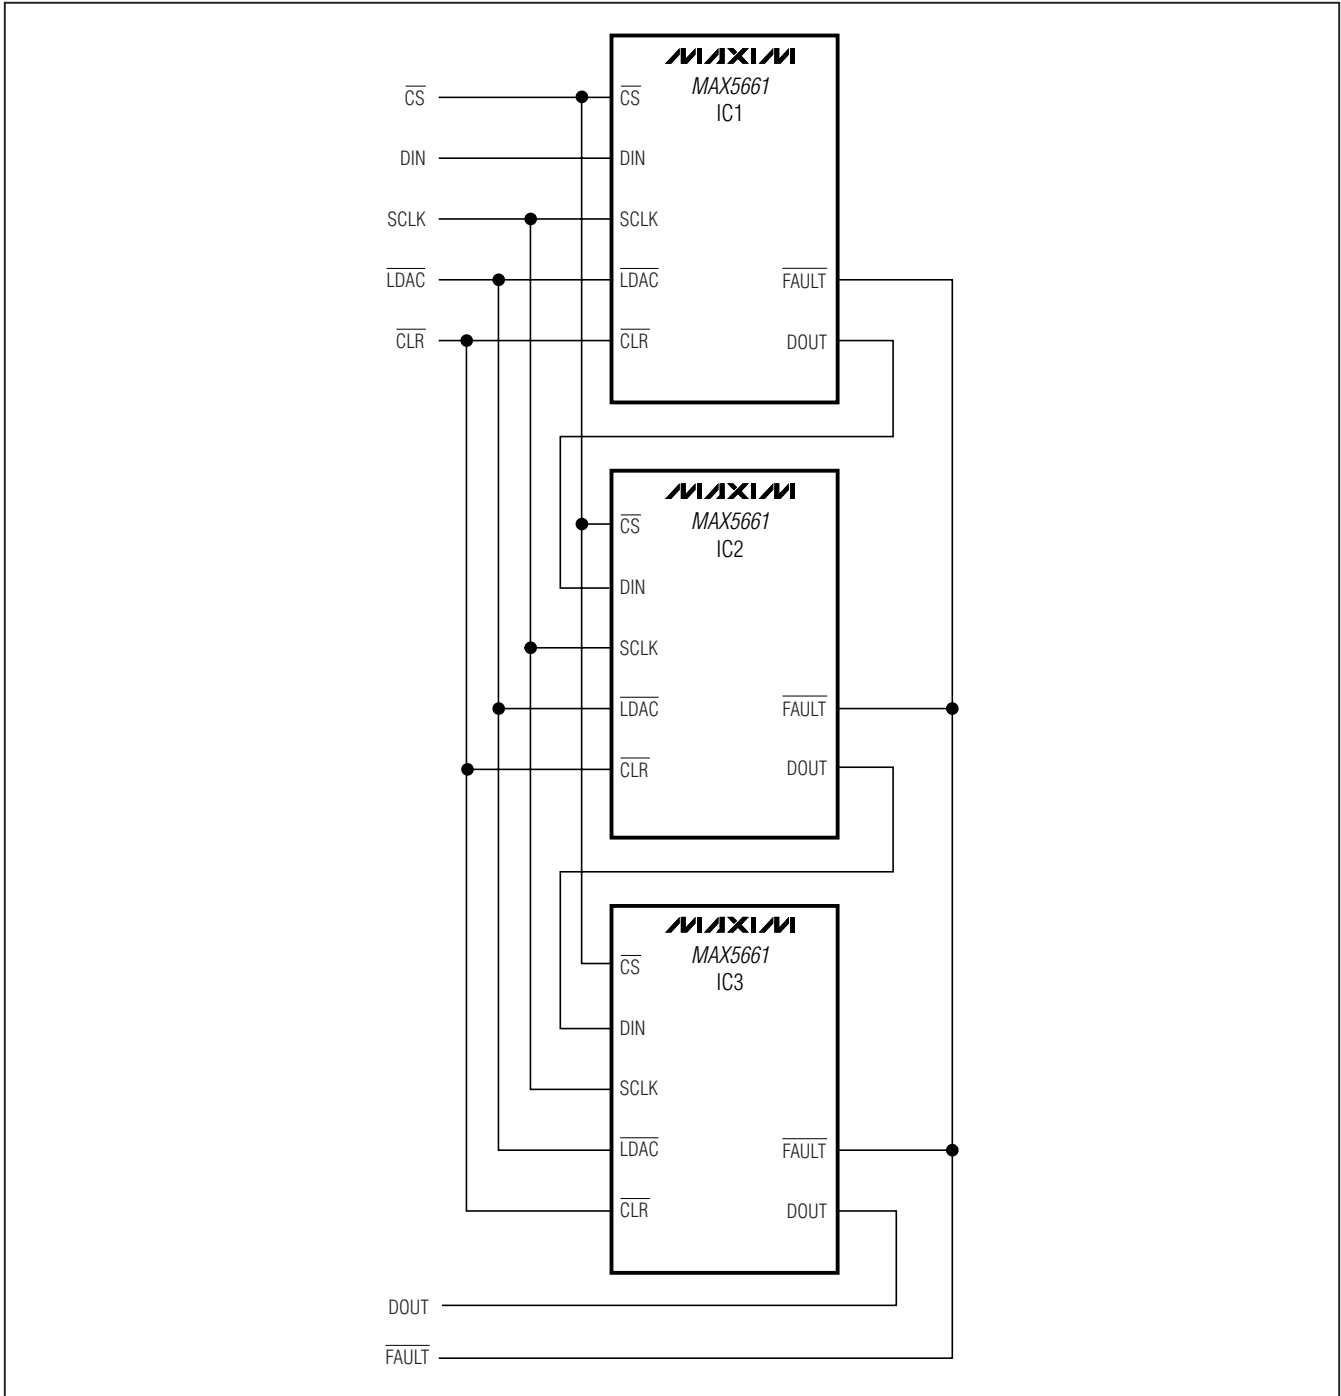 MAXIM
MAX5661
IC1
CS
CS
DIN
DIN
SCLK
SCLK
LDAC
LDAC
FAULT
CLR
CLR
DOUT
MAXIM
MAX5661
IC2
CS
DIN
SCLK
LDAC
FAULT
CLR
DOUT
MAXIM
MAX5661
IC3
CS
DIN
SCLK
LDAC
FAULT
CLR
DOUT
DOUT
FAULT